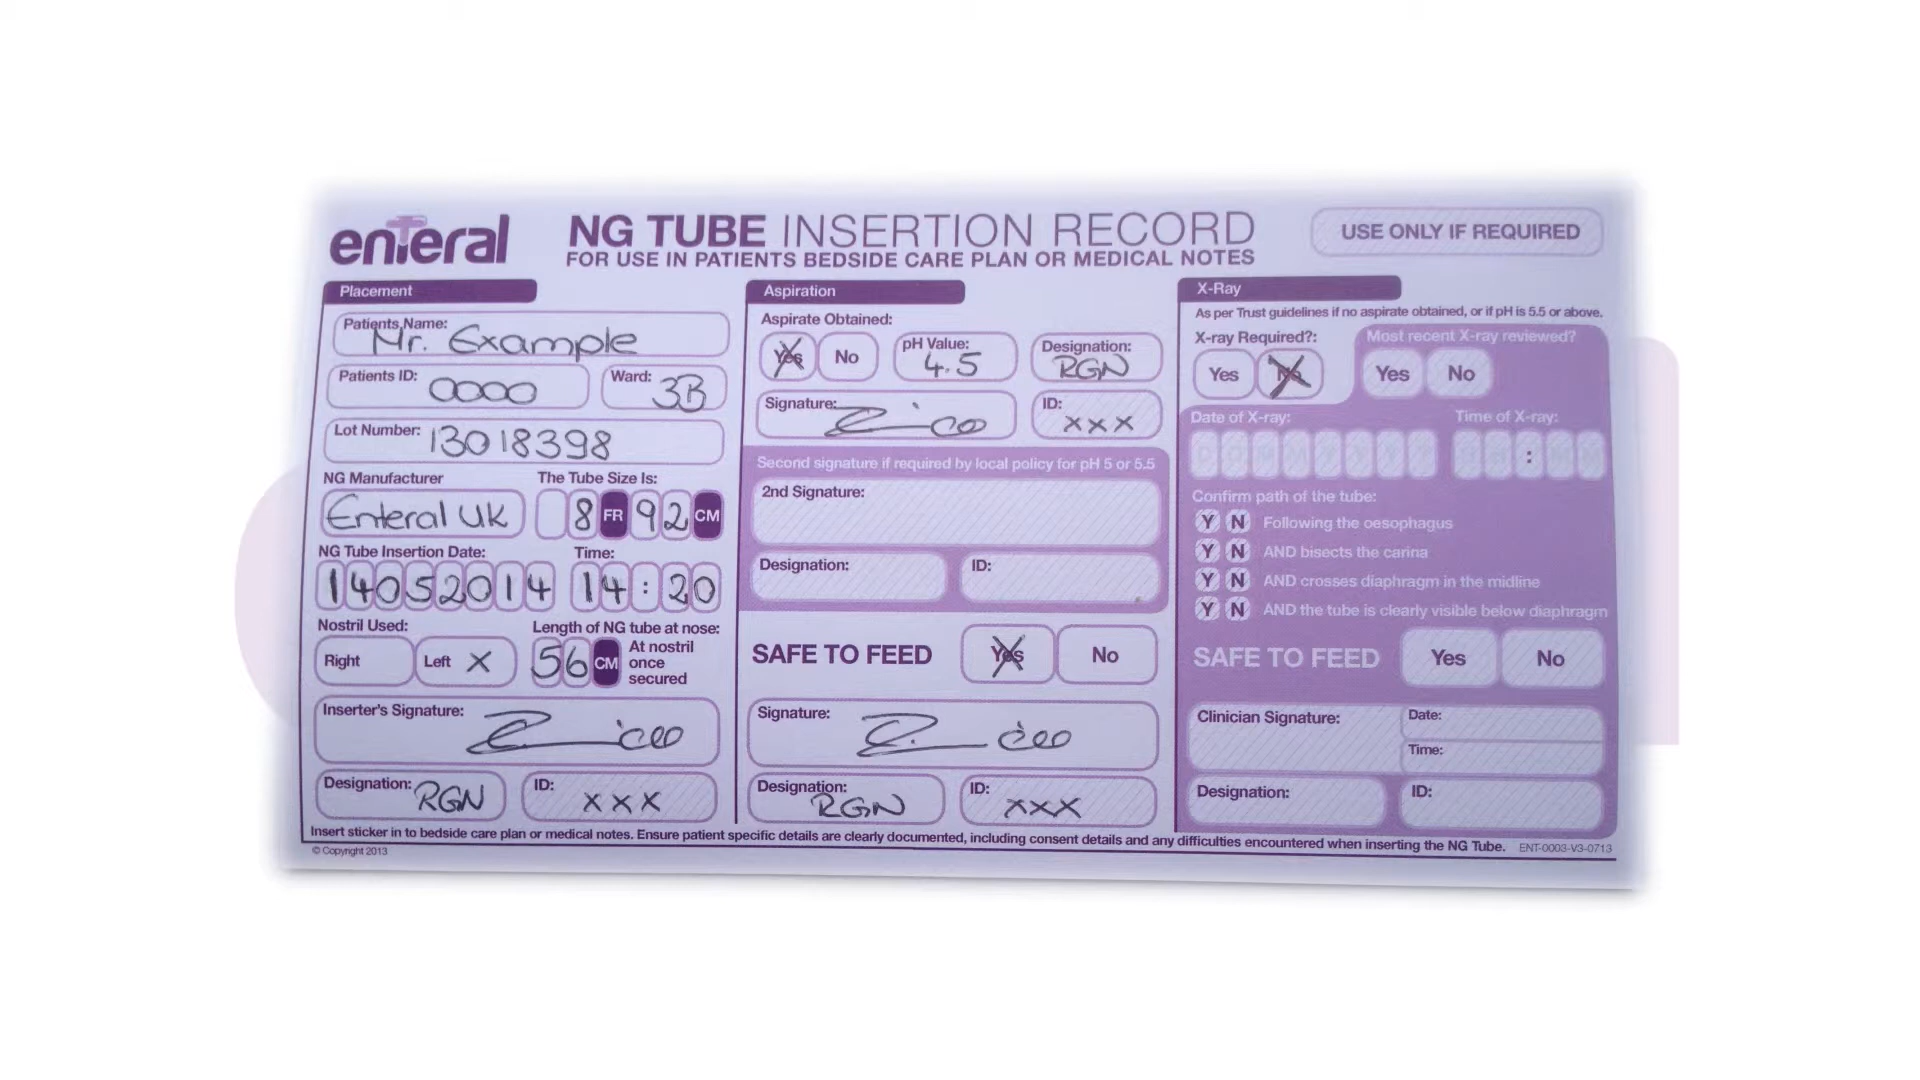 enteral
NG TUBE INSERTION RECORD
FOR USE IN PATIENTS BEDSIDE CARE PLAN OR MEDICAL NOTES
USE ONLY IF REQUIRED
Placement
Patients Name: Mr. Example
Patients ID: 0000
Ward: 3B
Lot Number: 13018398
NG Manufacturer
Enteral UK
The Tube Size Is:
8 FR 92 CM
NG Tube Insertion Date:
14052014
Time:
14:20
Nostril Used:
Right
Left X
Length of NG tube at nose:
56 CM
At nostril
once
secured
Inserter's Signature:
Designation: RGN
ID: XXX
Aspiration
Aspirate Obtained:
Yes
No
pH Value: 4.5
Designation: RGN
Signature:
ID: XXX
Second signature if required by local policy for pH 5 or 5.5
2nd Signature:
Designation:
ID:
SAFE TO FEED
Yes
No
Signature:
Designation: RGN
ID: XXX
X-Ray
As per Trust guidelines if no aspirate obtained, or if pH is 5.5 or above.
X-ray Required?:
Yes
No
Most recent X-ray reviewed?
Yes
No
Date of X-ray:
D D M M Y Y Y Y
Time of X-ray:
H H : M M
Confirm path of the tube:
Y N Following the oesophagus
Y N AND bisects the carina
Y N AND crosses diaphragm in the midline
Y N AND the tube is clearly visible below diaphragm
SAFE TO FEED
Yes
No
Clinician Signature:
Date:
Time:
Designation:
ID:
Insert sticker in to bedside care plan or medical notes. Ensure patient specific details are clearly documented, including consent details and any difficulties encountered when inserting the NG Tube.
ENT-0003-V3-0713
© Copyright 2013